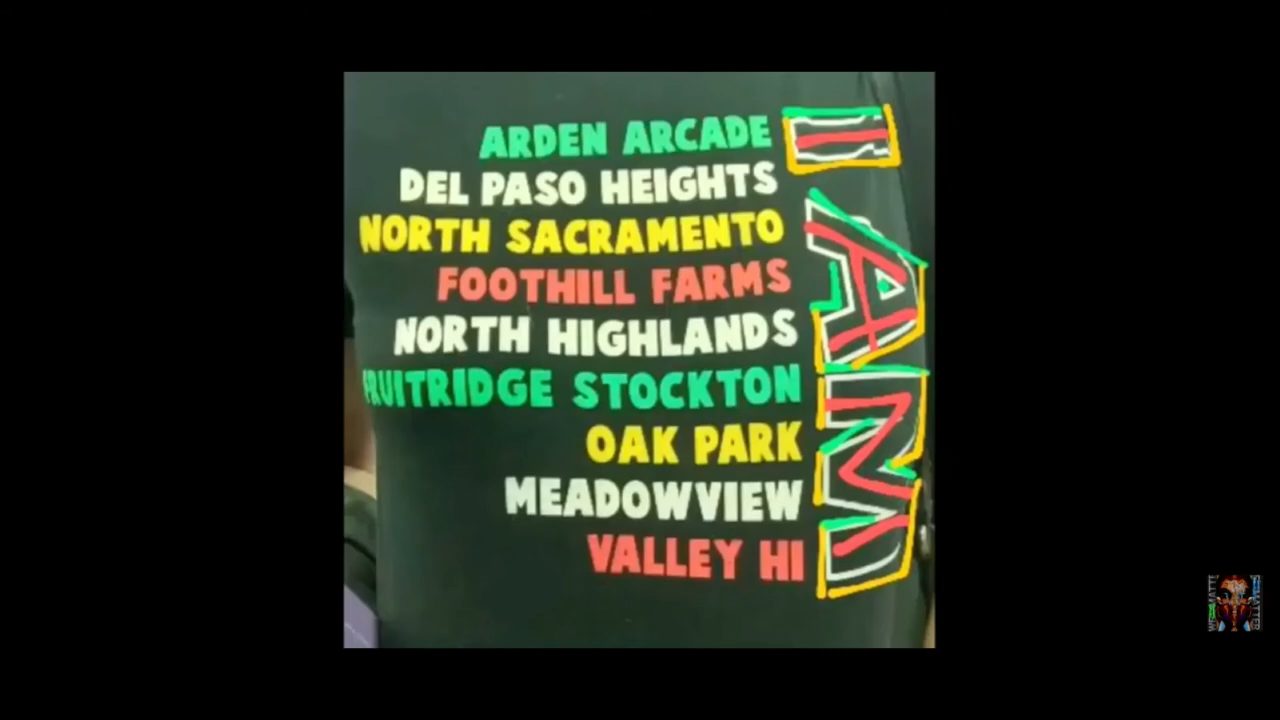 ARDEN ARCADE
DEL PASO HEIGHTS
NORTH SACRAMENTO
FOOTHILL FARMS
NORTH HIGHLANDS
FRUITRIDGE STOCKTON
OAK PARK
MEADOWVIEW
VALLEY HI
I AM